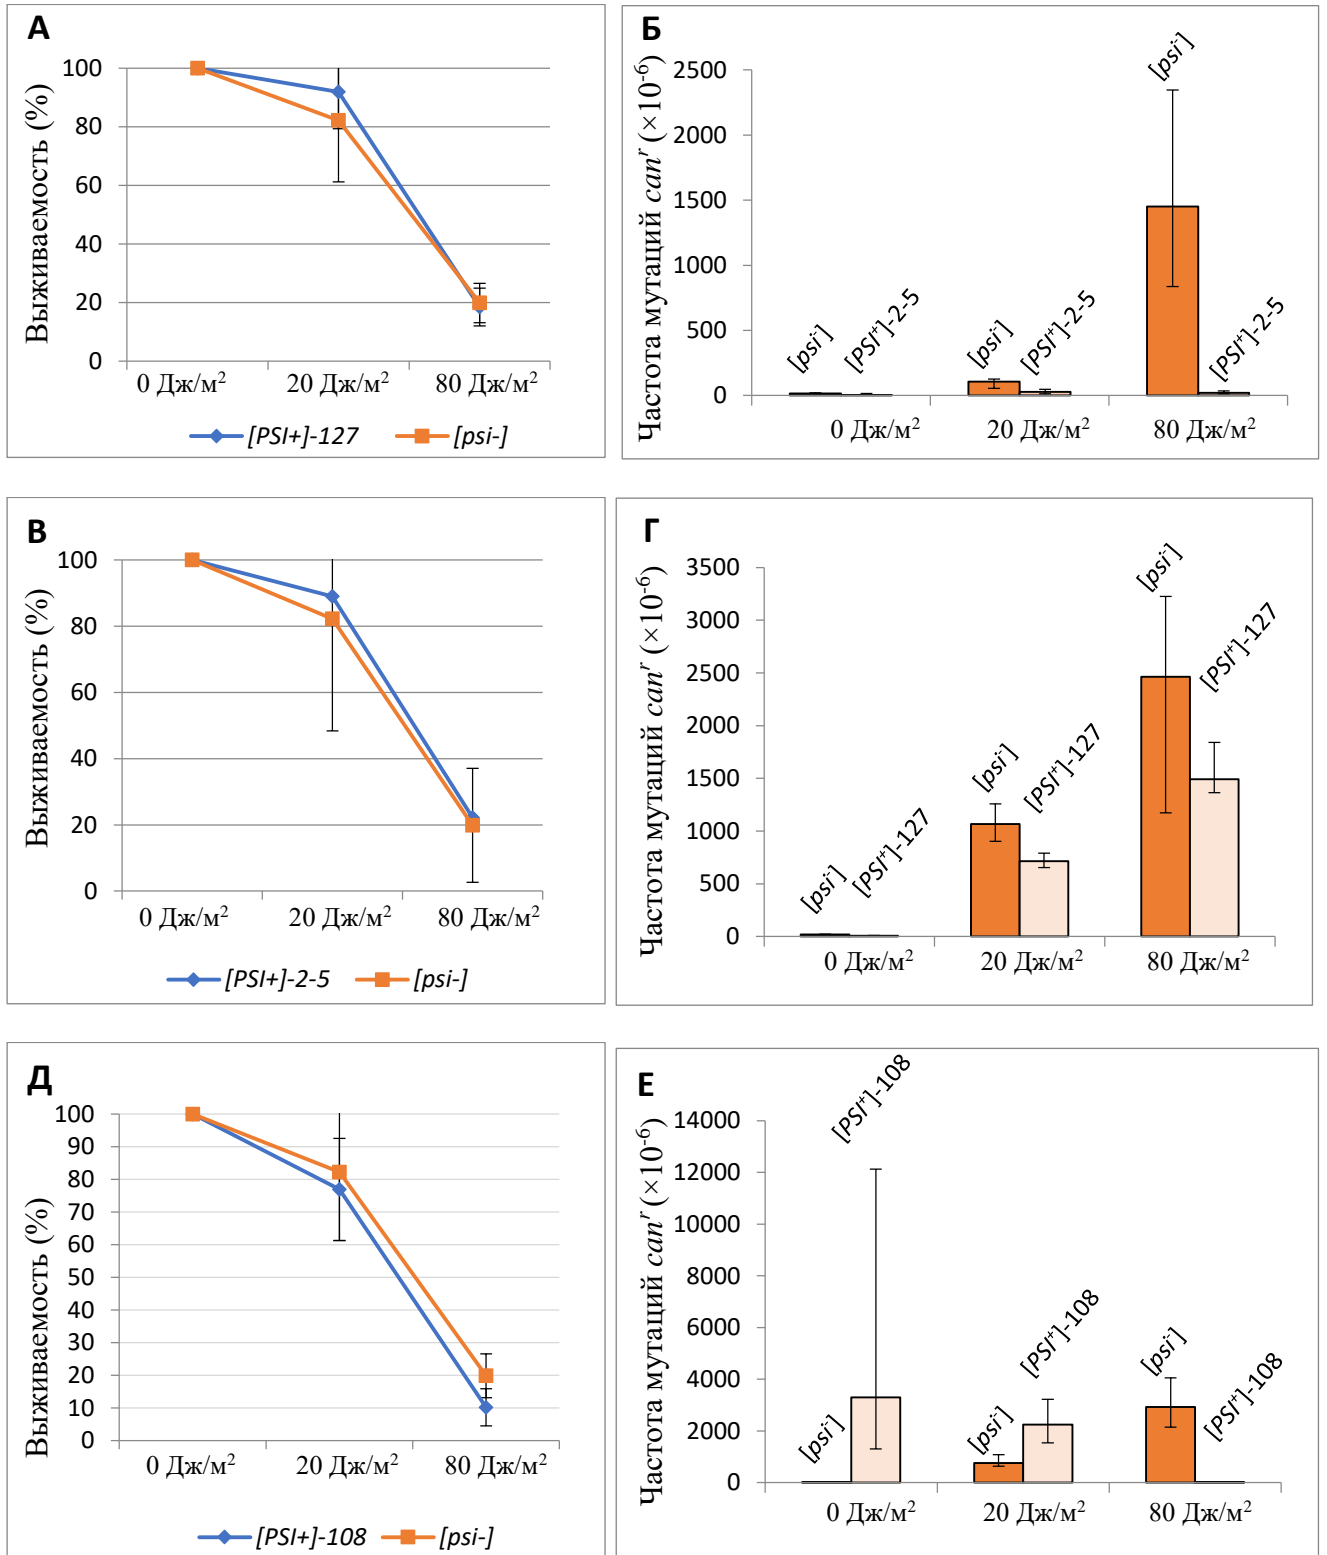 А
Выживаемость (%)
100
80
60
40
20
0
0 Дж/м²
20 Дж/м²
80 Дж/м²
[PSI+]-127
[psi-]
Б
Частота мутаций canʳ (×10⁻⁶)
2500
2000
1500
1000
500
0
[psi⁻]
[PSI⁺]-2-5
[psi⁻]
[PSI⁺]-2-5
[psi⁻]
[PSI⁺]-2-5
0 Дж/м²
20 Дж/м²
80 Дж/м²
В
Выживаемость (%)
100
80
60
40
20
0
0 Дж/м²
20 Дж/м²
80 Дж/м²
[PSI+]-2-5
[psi-]
Г
Частота мутаций canʳ (×10⁻⁶)
3500
3000
2500
2000
1500
1000
500
0
[psi⁻]
[PSI⁺]-127
[psi⁻]
[PSI⁺]-127
[psi⁻]
[PSI⁺]-127
0 Дж/м²
20 Дж/м²
80 Дж/м²
Д
Выживаемость (%)
100
90
80
70
60
50
40
30
20
10
0
0 Дж/м²
20 Дж/м²
80 Дж/м²
[PSI+]-108
[psi-]
Е
Частота мутаций canʳ (×10⁻⁶)
14000
12000
10000
8000
6000
4000
2000
0
[psi⁻]
[PSI⁺]-108
[psi⁻]
[PSI⁺]-108
[psi⁻]
[PSI⁺]-108
0 Дж/м²
20 Дж/м²
80 Дж/м²